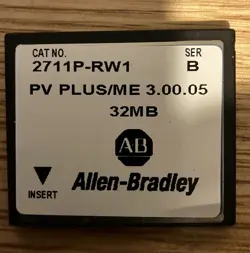 CAT NO. SER
2711P-RW1 B
PV PLUS/ME 3.00.05
32MB
AB
INSERT
Allen-Bradley